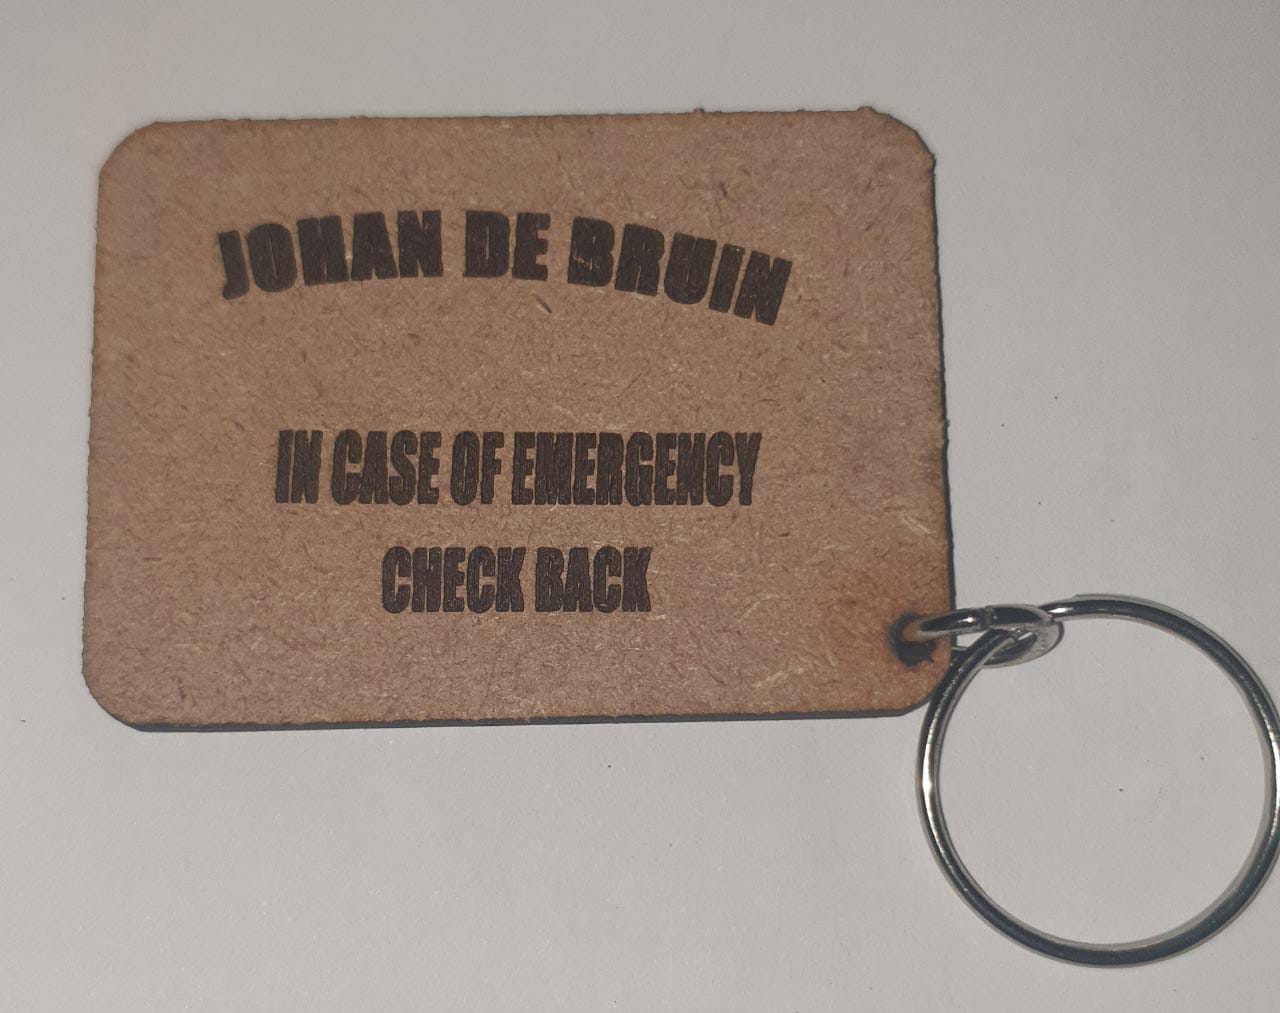 JOHAN DE BRUIN
IN CASE OF EMERGENCY
CHECK BACK